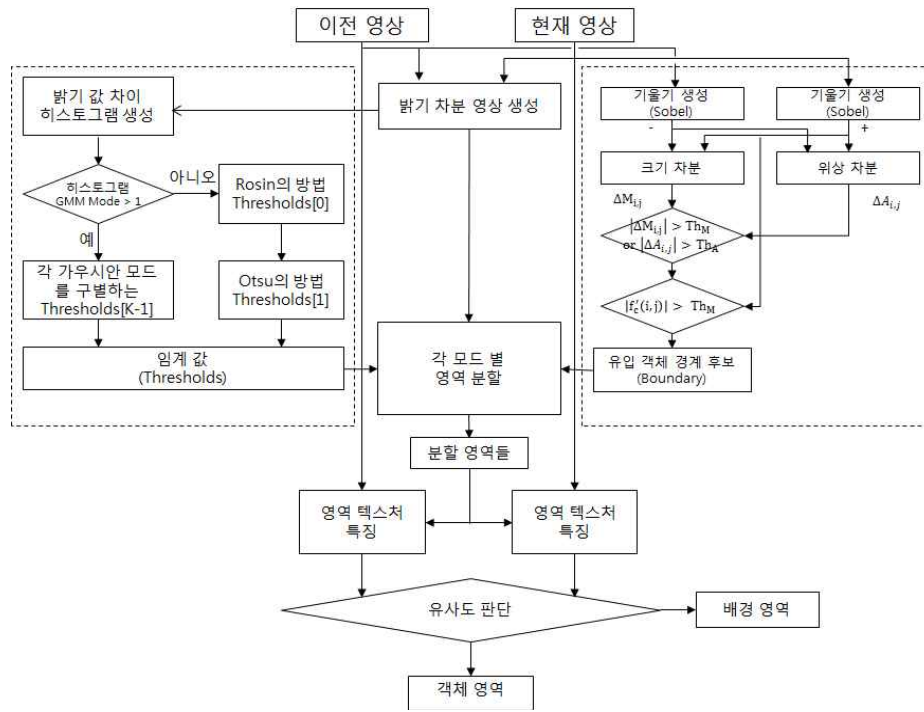 이전 영상
현재 영상
밝기 값 차이
히스토그램 생성
밝기 차분 영상 생성
기울기 생성
(Sobel)
기울기 생성
(Sobel)
-
+
히스토그램
GMM Mode > 1
아니오
예
Rosin의 방법
Thresholds[0]
크기 차분
위상 차분
ΔM_{i,j}
ΔA_{i,j}
|ΔM_{i,j}| > Th_M
or |ΔA_{i,j}| > Th_A
각 가우시안 모드
를 구별하는
Thresholds[K-1]
Otsu의 방법
Thresholds[1]
|f'_c(i,j)| > Th_M
임계 값
(Thresholds)
각 모드 별
영역 분할
유입 객체 경계 후보
(Boundary)
분할 영역들
영역 텍스처
특징
영역 텍스처
특징
유사도 판단
배경 영역
객체 영역